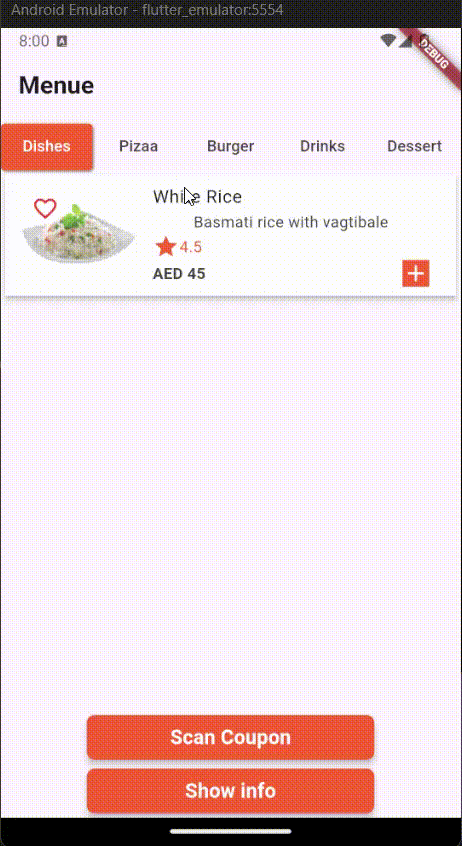 Android Emulator - flutter_emulator:5554
8:00 A
DEBUG
Menue
Dishes Pizaa Burger Drinks Dessert
White Rice
Basmati rice with vagtibale
4.5
AED 45
Scan Coupon
Show info